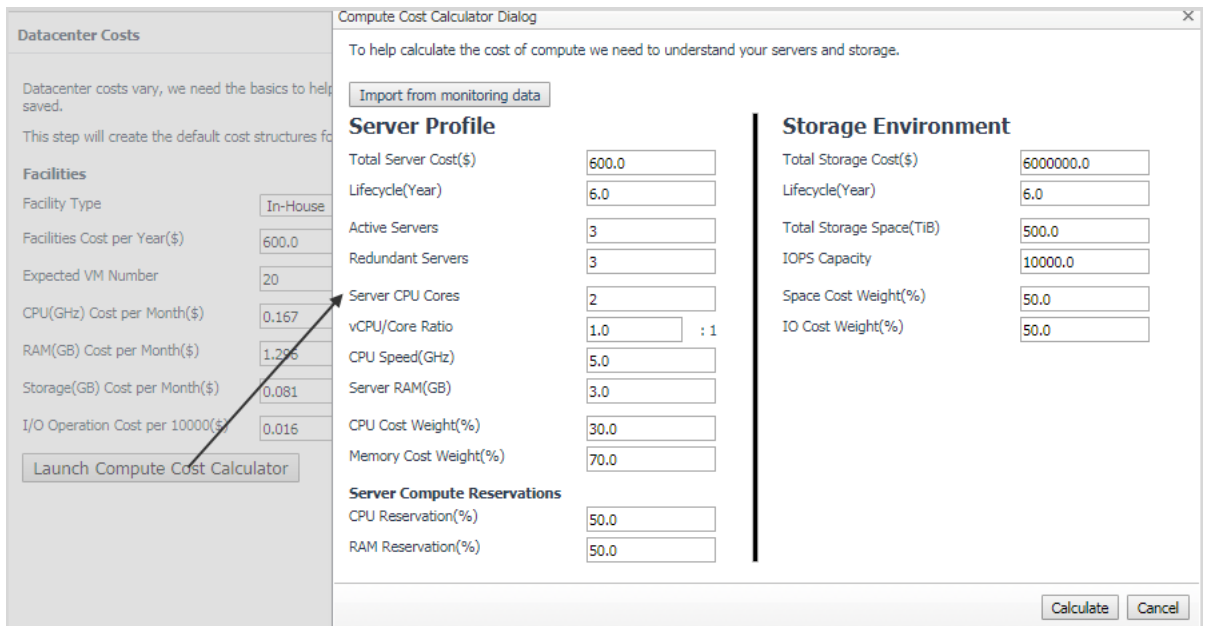 Datacenter Costs
Datacenter costs vary, we need the basics to help
saved.
This step will create the default cost structures fo
Facilities
Facility Type
In-House
Facilities Cost per Year($)
600.0
Expected VM Number
20
CPU(GHz) Cost per Month($)
0.167
RAM(GB) Cost per Month($)
1.296
Storage(GB) Cost per Month($)
0.081
I/O Operation Cost per 10000($)
0.016
Launch Compute Cost Calculator
Compute Cost Calculator Dialog
To help calculate the cost of compute we need to understand your servers and storage.
Import from monitoring data
Server Profile
Total Server Cost($)
600.0
Lifecycle(Year)
6.0
Active Servers
3
Redundant Servers
3
Server CPU Cores
2
vCPU/Core Ratio
1.0 : 1
CPU Speed(GHz)
5.0
Server RAM(GB)
3.0
CPU Cost Weight(%)
30.0
Memory Cost Weight(%)
70.0
Server Compute Reservations
CPU Reservation(%)
50.0
RAM Reservation(%)
50.0
Storage Environment
Total Storage Cost($)
6000000.0
Lifecycle(Year)
6.0
Total Storage Space(TiB)
500.0
IOPS Capacity
10000.0
Space Cost Weight(%)
50.0
IO Cost Weight(%)
50.0
Calculate
Cancel